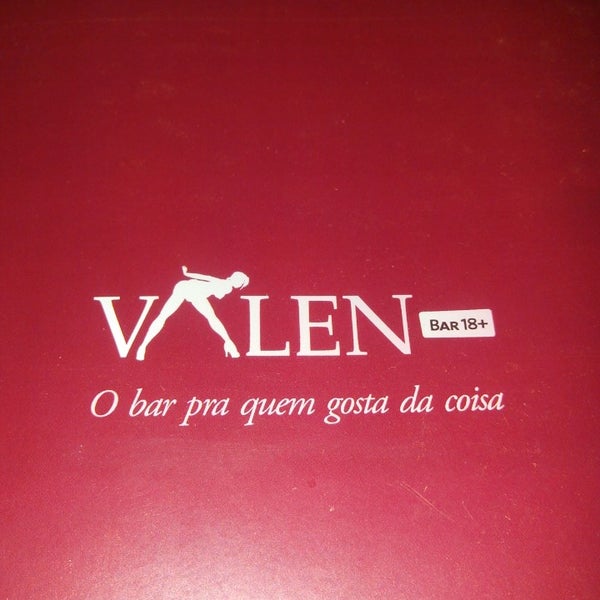 VALEN BAR 18+
O bar pra quem gosta da coisa